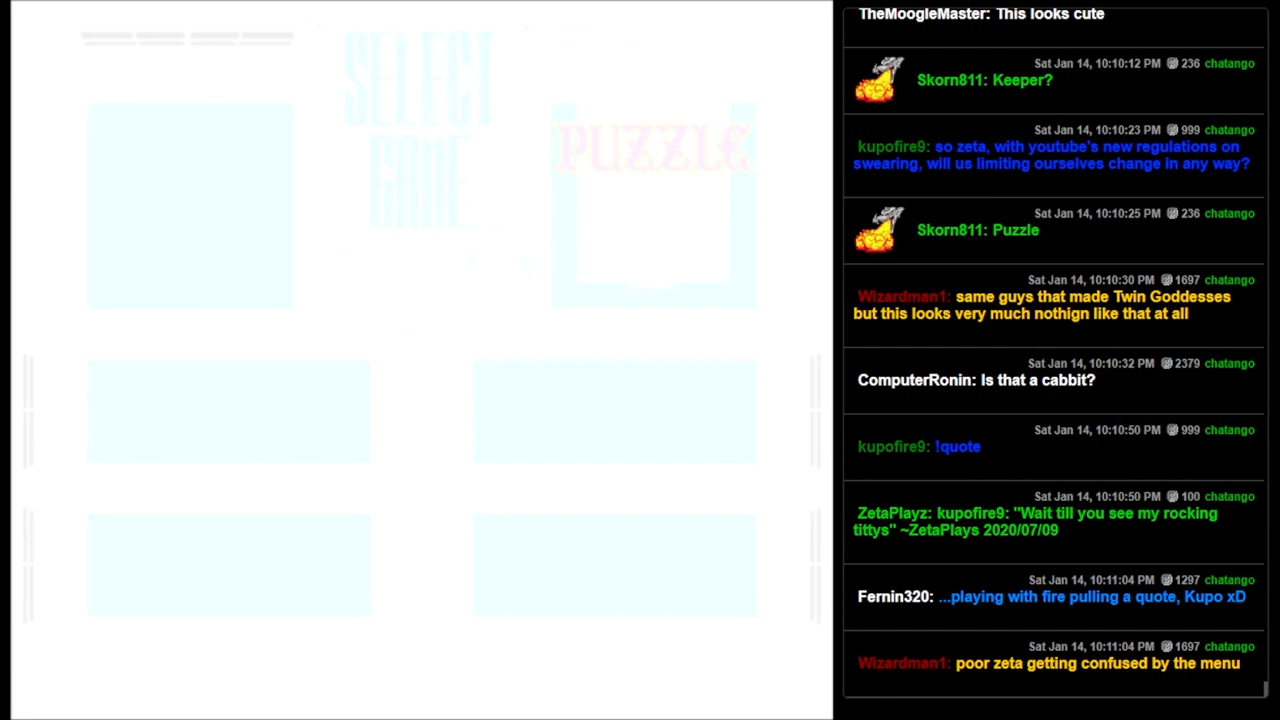 SELECT
GAME
PUZZLE
TheMoogleMaster: This looks cute
Sat Jan 14, 10:10:12 PM 236 chatango
Skorn811: Keeper?
Sat Jan 14, 10:10:23 PM 999 chatango
kupofire9: so zeta, with youtube's new regulations on
swearing, will us limiting ourselves change in any way?
Sat Jan 14, 10:10:25 PM 236 chatango
Skorn811: Puzzle
Sat Jan 14, 10:10:30 PM 1697 chatango
Wizardman1: same guys that made Twin Goddesses
but this looks very much nothign like that at all
Sat Jan 14, 10:10:32 PM 2379 chatango
ComputerRonin: Is that a cabbit?
Sat Jan 14, 10:10:50 PM 999 chatango
kupofire9: !quote
Sat Jan 14, 10:10:50 PM 100 chatango
ZetaPlayz: kupofire9: "Wait till you see my rocking
tittys" ~ZetaPlays 2020/07/09
Sat Jan 14, 10:11:04 PM 1297 chatango
Fernin320: ...playing with fire pulling a quote, Kupo xD
Sat Jan 14, 10:11:04 PM 1697 chatango
Wizardman1: poor zeta getting confused by the menu